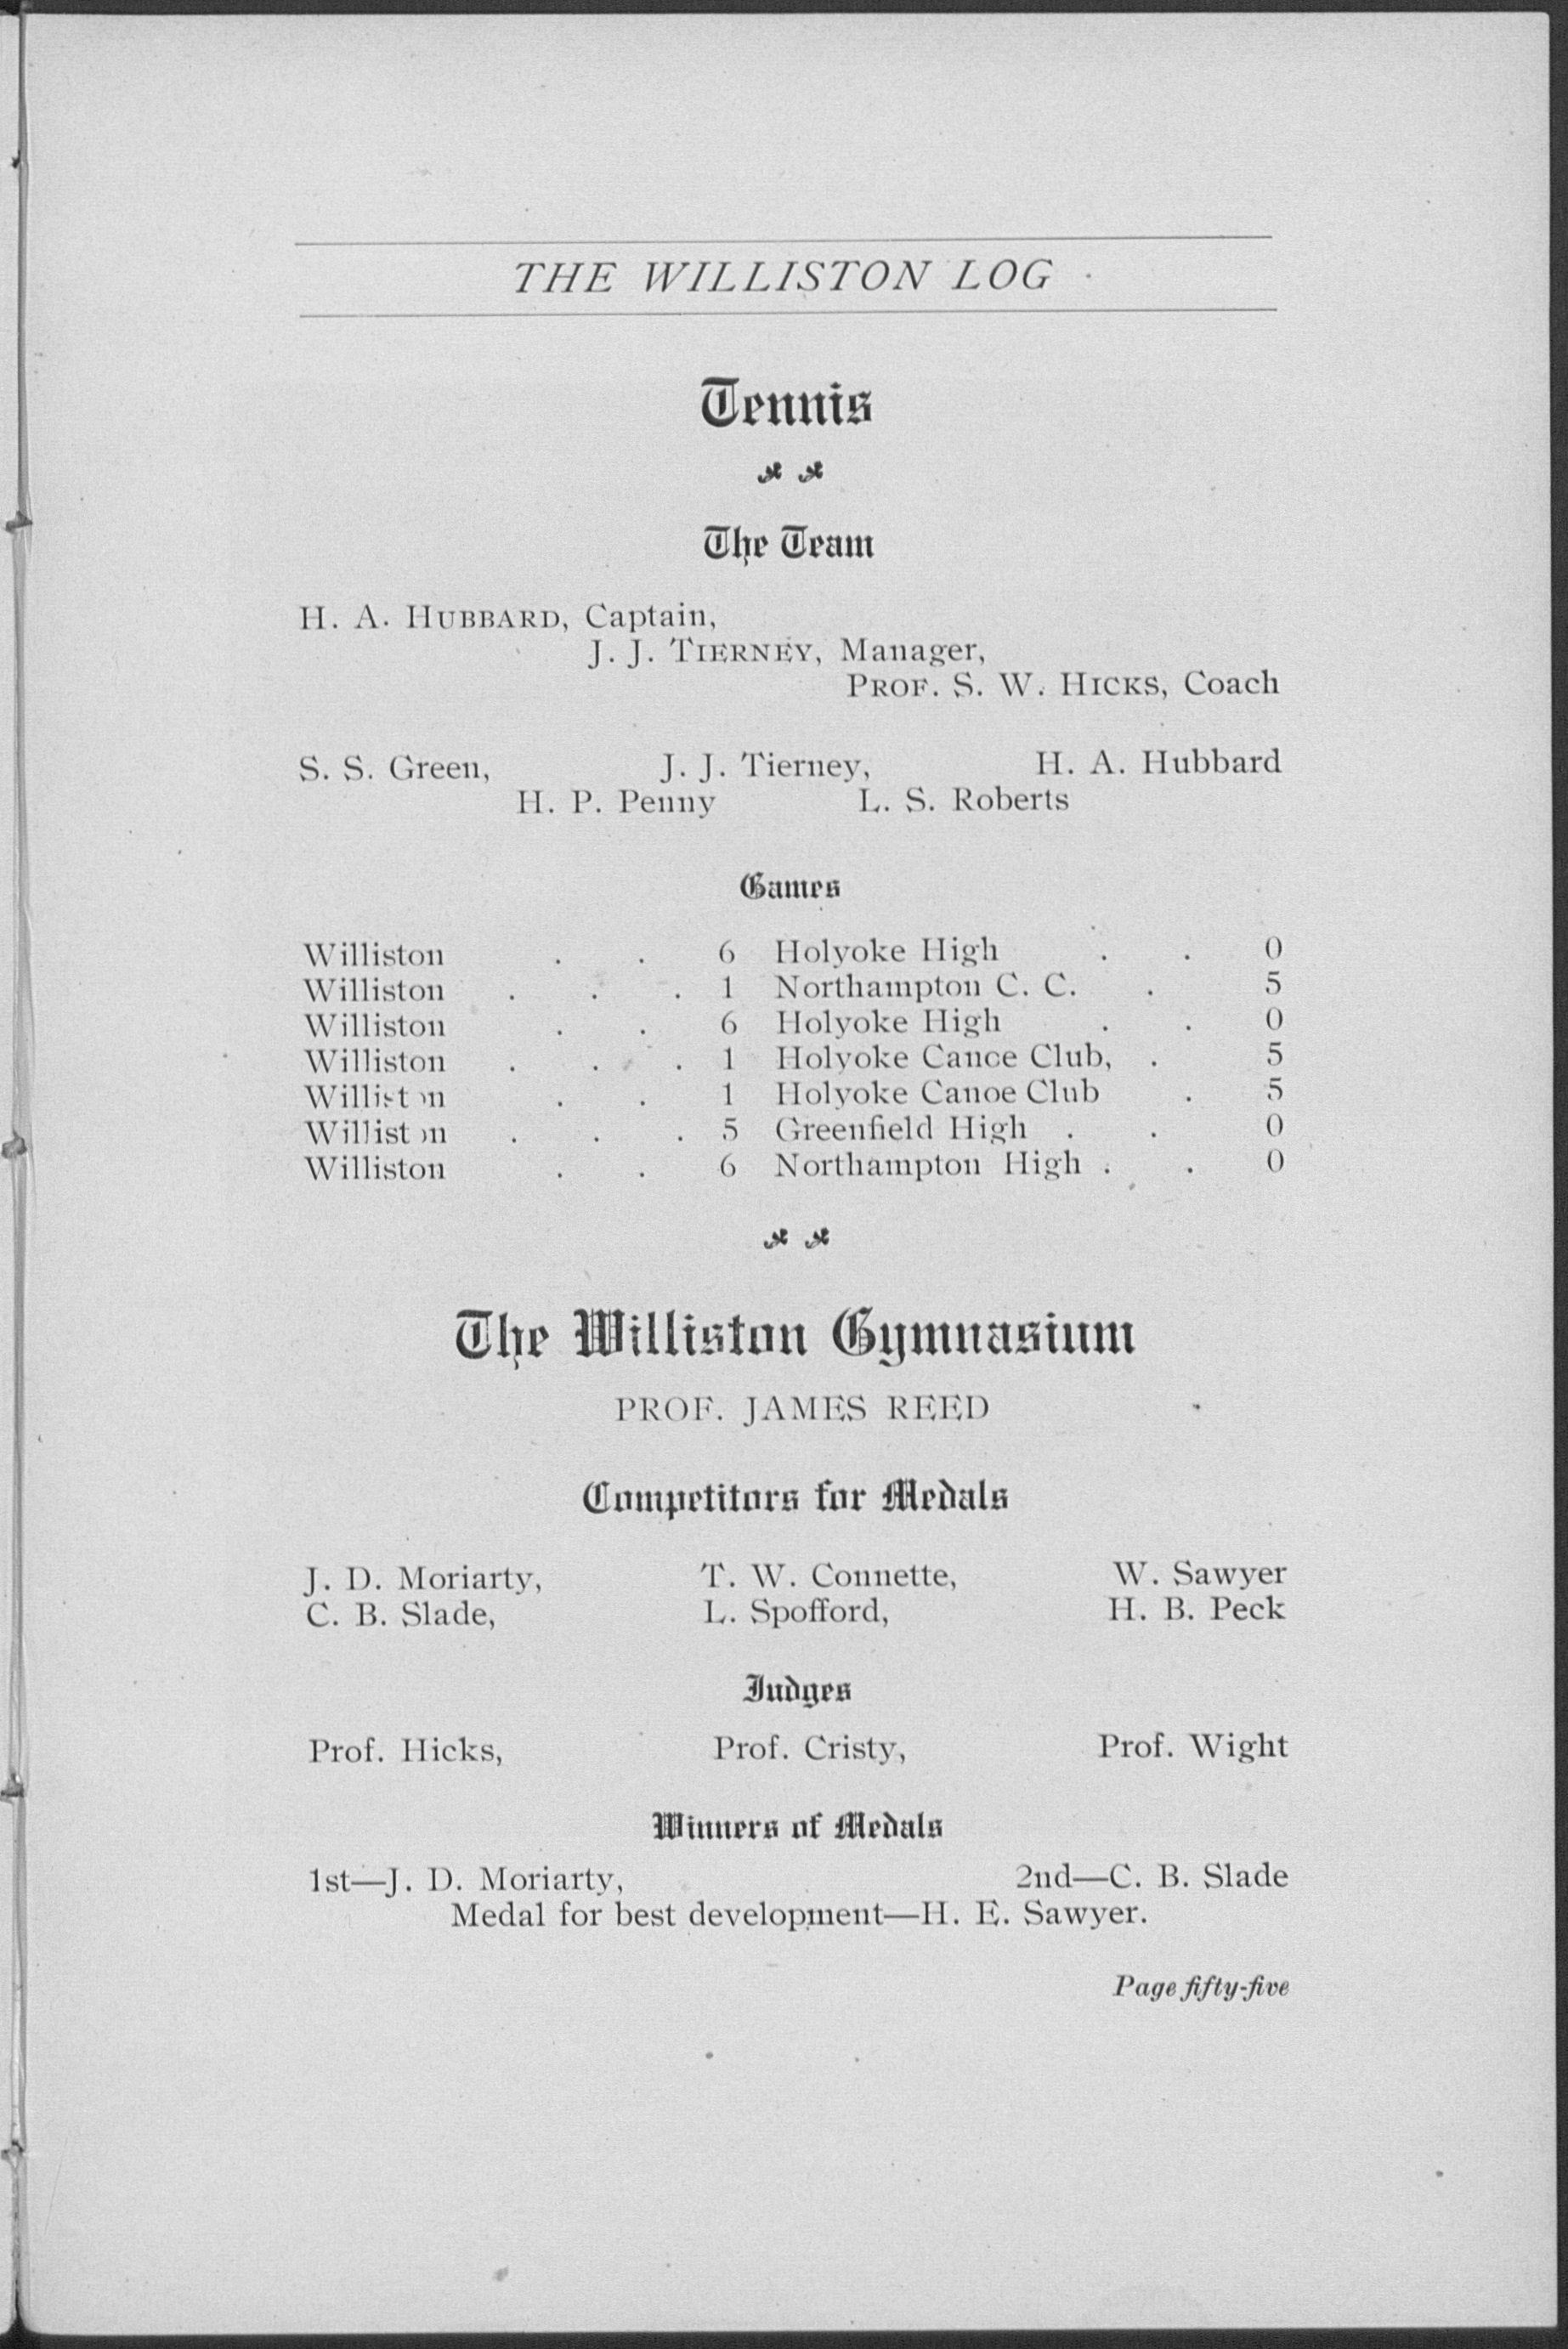 THE WILLISTON LOG
Tennis
The Team
H. A. HUBBARD, Captain,
J. J. TIERNEY, Manager,
PROF. S. W. HICKS, Coach
S. S. Green, J. J. Tierney, H. A. Hubbard
H. P. Penny L. S. Roberts
Games
Williston . . 6 Holyoke High . . 0
Williston . . . 1 Northampton C. C. . 5
Williston . . 6 Holyoke High . . 0
Williston . . . 1 Holyoke Cance Club, . 5
Williston . . 1 Holyoke Canoe Club . 5
Williston . . . 5 Greenfield High . . 0
Williston . . 6 Northampton High . . 0
The Williston Gymnasium
PROF. JAMES REED
Competitors for Medals
J. D. Moriarty, T. W. Connette, W. Sawyer
C. B. Slade, L. Spofford, H. B. Peck
Judges
Prof. Hicks, Prof. Cristy, Prof. Wight
Winners of Medals
1st—J. D. Moriarty, 2nd—C. B. Slade
Medal for best development—H. E. Sawyer.
Page fifty-five